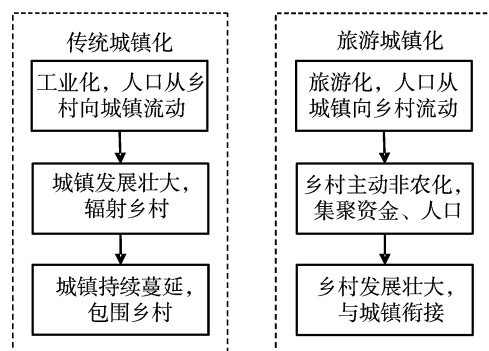 传统城镇化
工业化，人口从乡
村向城镇流动
城镇发展壮大，
辐射乡村
城镇持续蔓延，
包围乡村
旅游城镇化
旅游化，人口从
城镇向乡村流动
乡村主动非农化，
集聚资金、人口
乡村发展壮大，
与城镇衔接